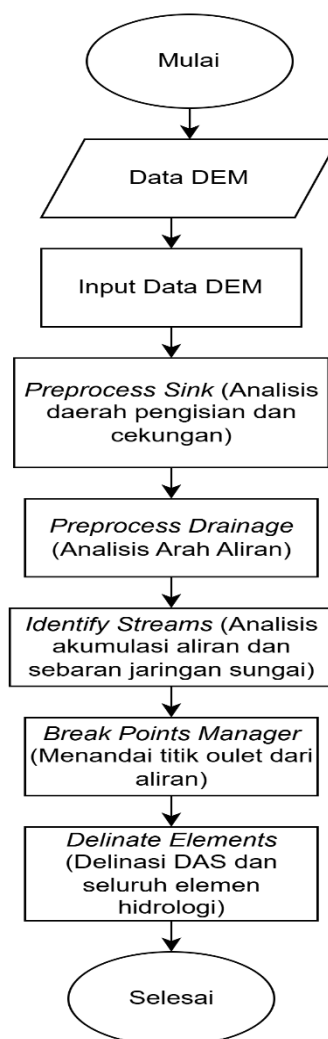 Mulai
Data DEM
Input Data DEM
Preprocess Sink (Analisis
daerah pengisian dan
cekungan)
Preprocess Drainage
(Analisis Arah Aliran)
Identify Streams (Analisis
akumulasi aliran dan
sebaran jaringan sungai)
Break Points Manager
(Menandai titik oulet dari
aliran)
Delinate Elements
(Delinasi DAS dan
seluruh elemen
hidrologi)
Selesai